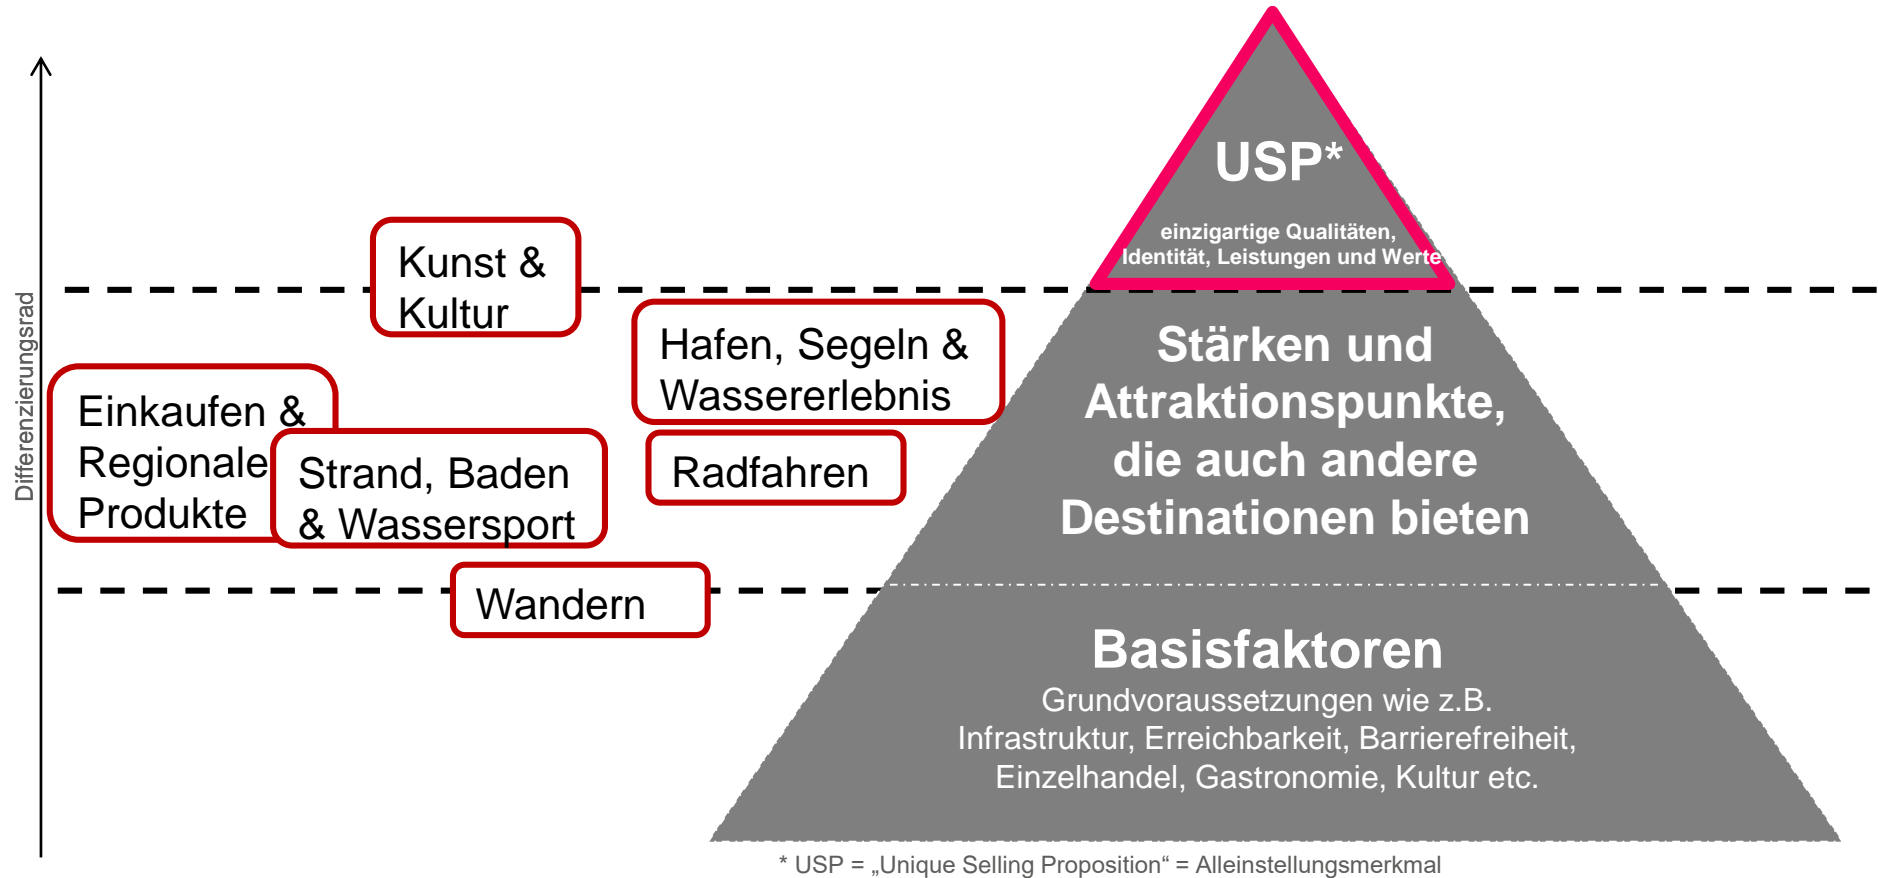 Differenzierungsrad
Kunst &
Kultur
Hafen, Segeln &
Wassererlebnis
Einkaufen &
Regionale
Produkte
Strand, Baden
& Wassersport
Radfahren
Wandern
USP*
einzigartige Qualitäten,
Identität, Leistungen und Werte
Stärken und
Attraktionspunkte,
die auch andere
Destinationen bieten
Basisfaktoren
Grundvoraussetzungen wie z.B.
Infrastruktur, Erreichbarkeit, Barrierefreiheit,
Einzelhandel, Gastronomie, Kultur etc.
* USP = „Unique Selling Proposition“ = Alleinstellungsmerkmal